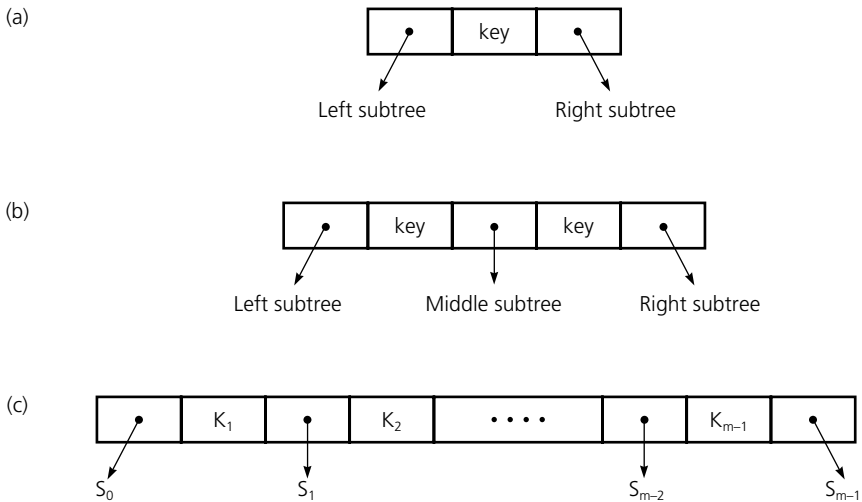 (a)
key
Left subtree Right subtree
(b)
key key
Left subtree Middle subtree Right subtree
(c)
K₁ K₂ • • • • Kₘ₋₁
S₀ S₁ Sₘ₋₂ Sₘ₋₁